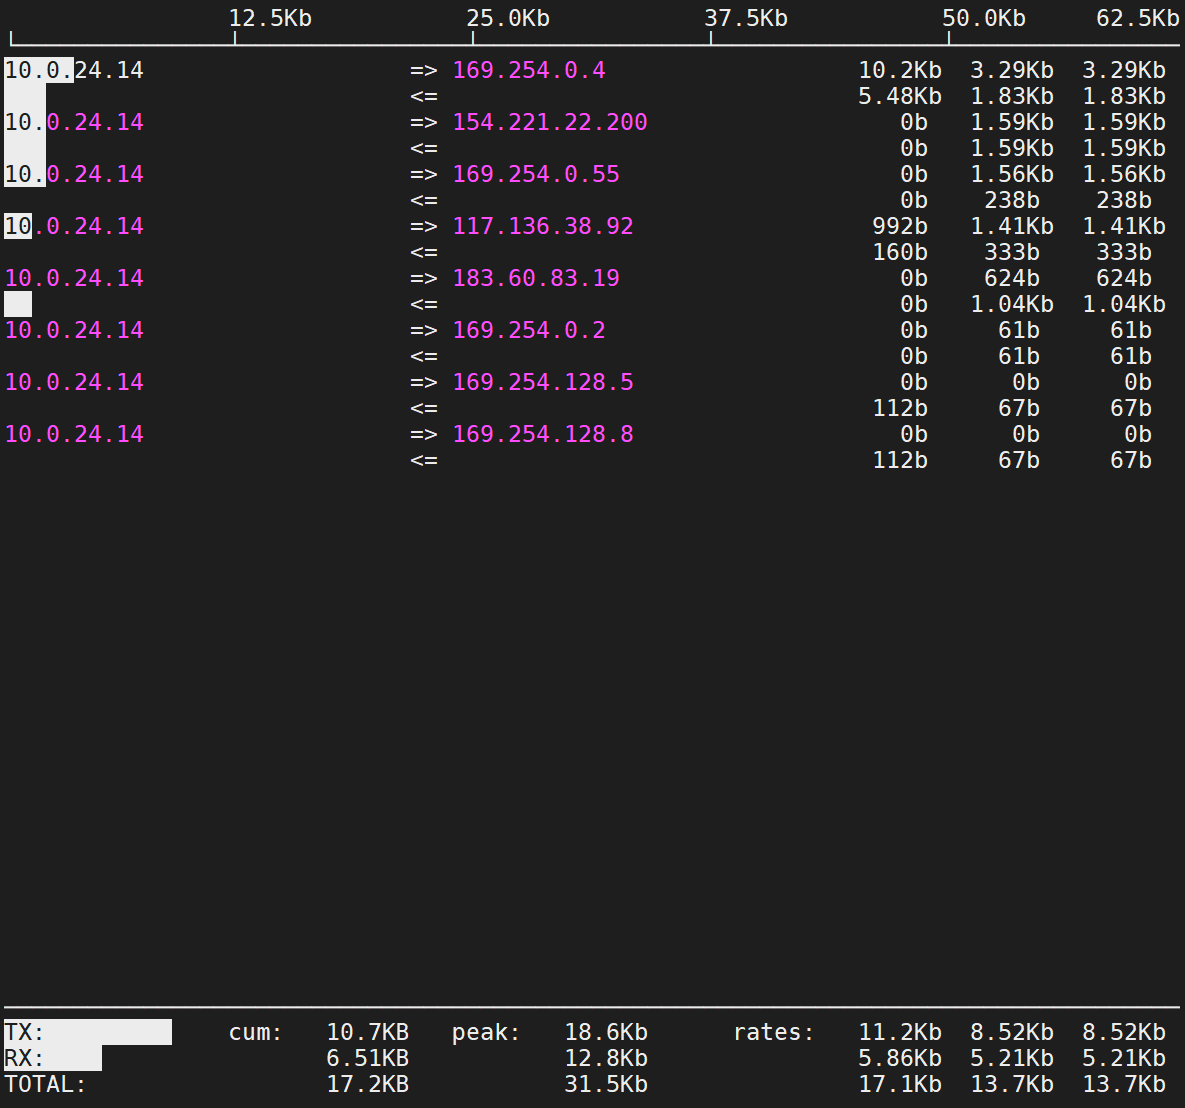 12.5Kb 25.0Kb 37.5Kb 50.0Kb 62.5Kb
10.0.24.14 => 169.254.0.4 10.2Kb 3.29Kb 3.29Kb
<= 5.48Kb 1.83Kb 1.83Kb
10.0.24.14 => 154.221.22.200 0b 1.59Kb 1.59Kb
<= 0b 1.59Kb 1.59Kb
10.0.24.14 => 169.254.0.55 0b 1.56Kb 1.56Kb
<= 0b 238b 238b
10.0.24.14 => 117.136.38.92 992b 1.41Kb 1.41Kb
<= 160b 333b 333b
10.0.24.14 => 183.60.83.19 0b 624b 624b
<= 0b 1.04Kb 1.04Kb
10.0.24.14 => 169.254.0.2 0b 61b 61b
<= 0b 61b 61b
10.0.24.14 => 169.254.128.5 0b 0b 0b
<= 112b 67b 67b
10.0.24.14 => 169.254.128.8 0b 0b 0b
<= 112b 67b 67b
TX: cum: 10.7KB peak: 18.6Kb rates: 11.2Kb 8.52Kb 8.52Kb
RX: 6.51KB 12.8Kb 5.86Kb 5.21Kb 5.21Kb
TOTAL: 17.2KB 31.5Kb 17.1Kb 13.7Kb 13.7Kb